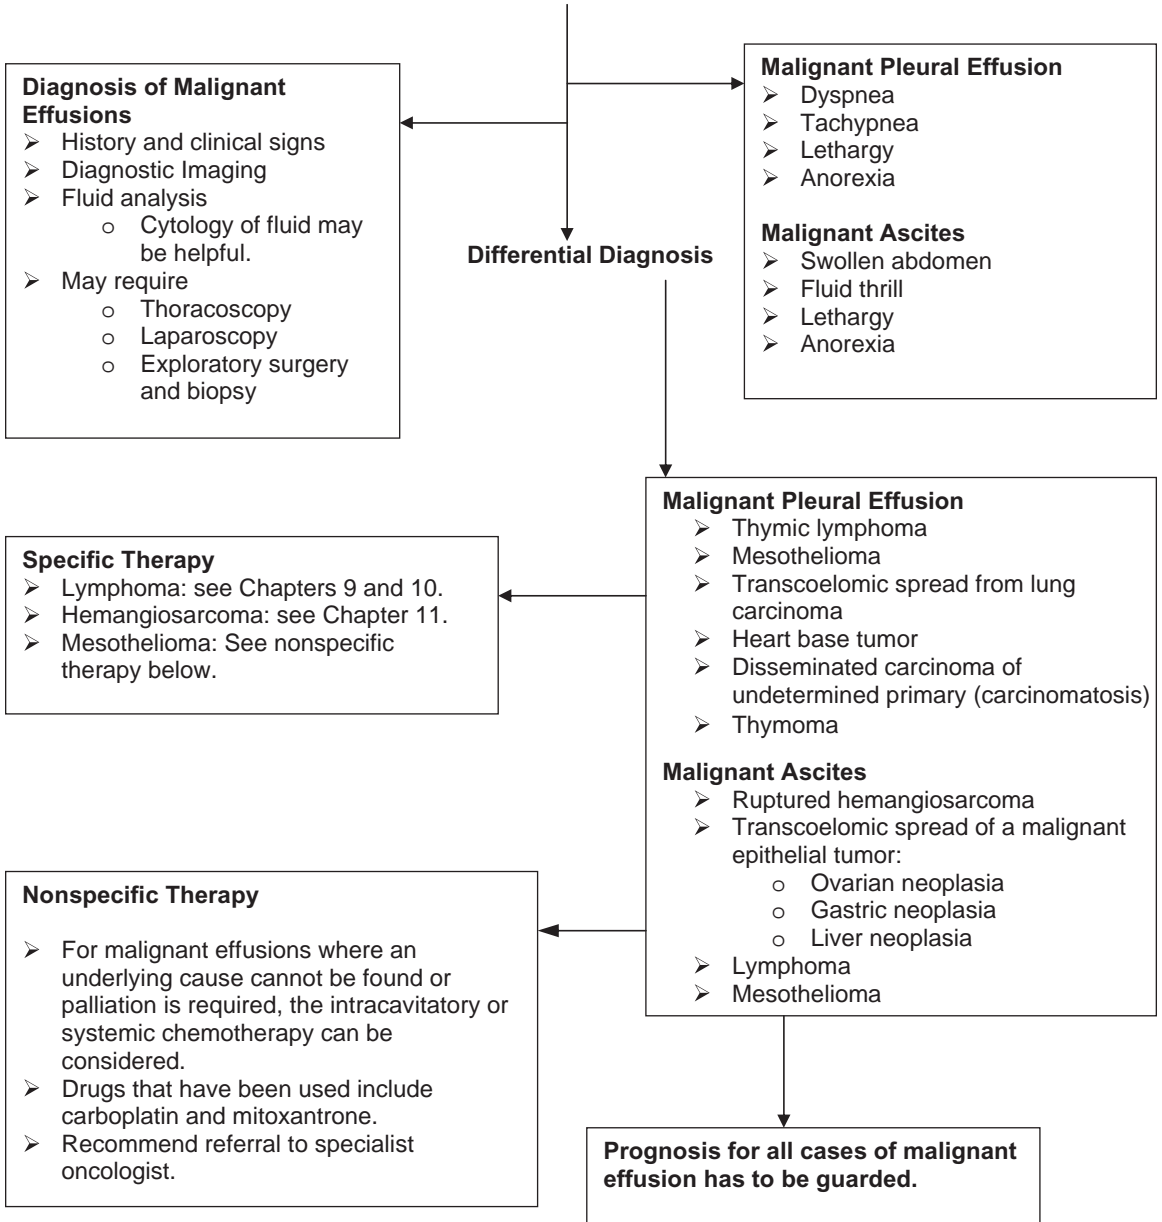 Diagnosis of Malignant
Effusions
➢ History and clinical signs
➢ Diagnostic Imaging
➢ Fluid analysis
o Cytology of fluid may
be helpful.
➢ May require
o Thoracoscopy
o Laparoscopy
o Exploratory surgery
and biopsy
Malignant Pleural Effusion
➢ Dyspnea
➢ Tachypnea
➢ Lethargy
➢ Anorexia
Malignant Ascites
➢ Swollen abdomen
➢ Fluid thrill
➢ Lethargy
➢ Anorexia
Differential Diagnosis
Malignant Pleural Effusion
➢ Thymic lymphoma
➢ Mesothelioma
➢ Transcoelomic spread from lung
carcinoma
➢ Heart base tumor
➢ Disseminated carcinoma of
undetermined primary (carcinomatosis)
➢ Thymoma
Malignant Ascites
➢ Ruptured hemangiosarcoma
➢ Transcoelomic spread of a malignant
epithelial tumor:
o Ovarian neoplasia
o Gastric neoplasia
o Liver neoplasia
➢ Lymphoma
➢ Mesothelioma
Specific Therapy
➢ Lymphoma: see Chapters 9 and 10.
➢ Hemangiosarcoma: see Chapter 11.
➢ Mesothelioma: See nonspecific
therapy below.
Nonspecific Therapy
➢ For malignant effusions where an
underlying cause cannot be found or
palliation is required, the intracavitatory or
systemic chemotherapy can be
considered.
➢ Drugs that have been used include
carboplatin and mitoxantrone.
➢ Recommend referral to specialist
oncologist.
Prognosis for all cases of malignant
effusion has to be guarded.